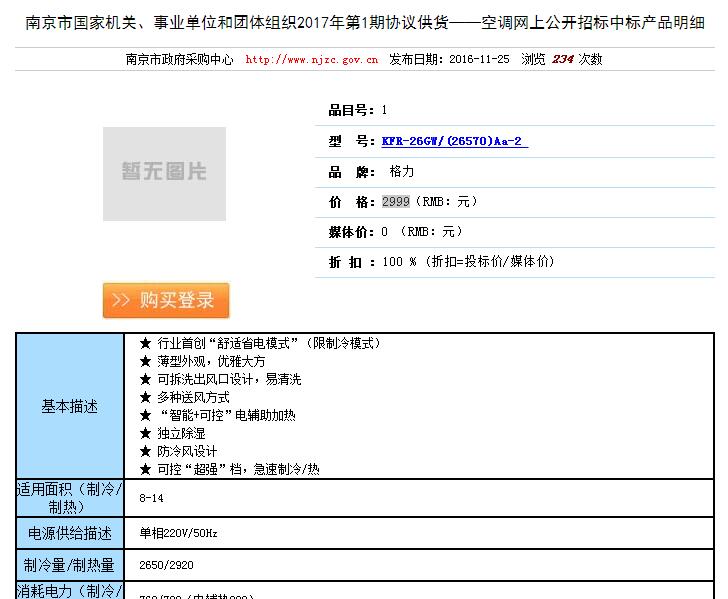 南京市国家机关、事业单位和团体组织2017年第1期协议供货——空调网上公开招标中标产品明细
南京市政府采购中心 http://www.njzc.gov.cn 发布日期：2016-11-25 浏览 234 次数
暂无图片
品目号：1
型 号：KFR-26GW/(26570)Aa-2
品 牌： 格力
价 格：2999（RMB：元）
媒体价：0 （RMB：元）
折 扣 ：100 %（折扣=投标价/媒体价）
>> 购买登录
基本描述
★ 行业首创“舒适省电模式”（限制冷模式）
★ 薄型外观，优雅大方
★ 可拆洗出风口设计，易清洗
★ 多种送风方式
★ “智能+可控”电辅助加热
★ 独立除湿
★ 防冷风设计
★ 可控“超强”档，急速制冷/热
适用面积（制冷/
制热）
8-14
电源供给描述
单相220V/50Hz
制冷量/制热量
2650/2920
消耗电力（制冷/